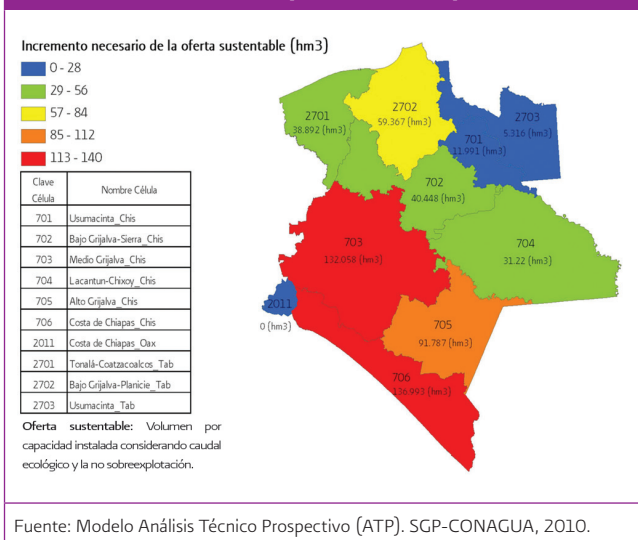 Incremento necesario de la oferta sustentable (hm3)
0 - 28
29 - 56
57 - 84
85 - 112
113 - 140
Clave Célula Nombre Célula
701 Usumacinta_Chis
702 Bajo Grijalva-Sierra_Chis
703 Medio Grijalva_Chis
704 Lacantun-Chixoy_Chis
705 Alto Grijalva_Chis
706 Costa de Chiapas_Chis
2011 Costa de Chiapas_Oax
2701 Tonalá-Coatzacoalcos_Tab
2702 Bajo Grijalva-Planicie_Tab
2703 Usumacinta_Tab
Oferta sustentable: Volumen por
capacidad instalada considerando caudal
ecológico y la no sobreexplotación.
2701
38.892 (hm3)
2702
59.367 (hm3)
2703
5.316 (hm3)
701
11.991 (hm3)
702
40.448 (hm3)
703
132.058 (hm3)
704
31.22 (hm3)
2011
0 (hm3)
705
91.787 (hm3)
706
136.993 (hm3)
Fuente: Modelo Análisis Técnico Prospectivo (ATP). SGP-CONAGUA, 2010.